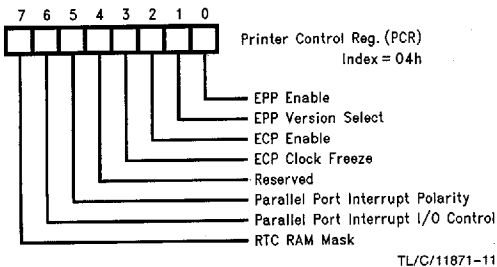 7 6 5 4 3 2 1 0
Printer Control Reg. (PCR)
Index = 04h
EPP Enable
EPP Version Select
ECP Enable
ECP Clock Freeze
Reserved
Parallel Port Interrupt Polarity
Parallel Port Interrupt I/O Control
RTC RAM Mask
TL/C/11871-11